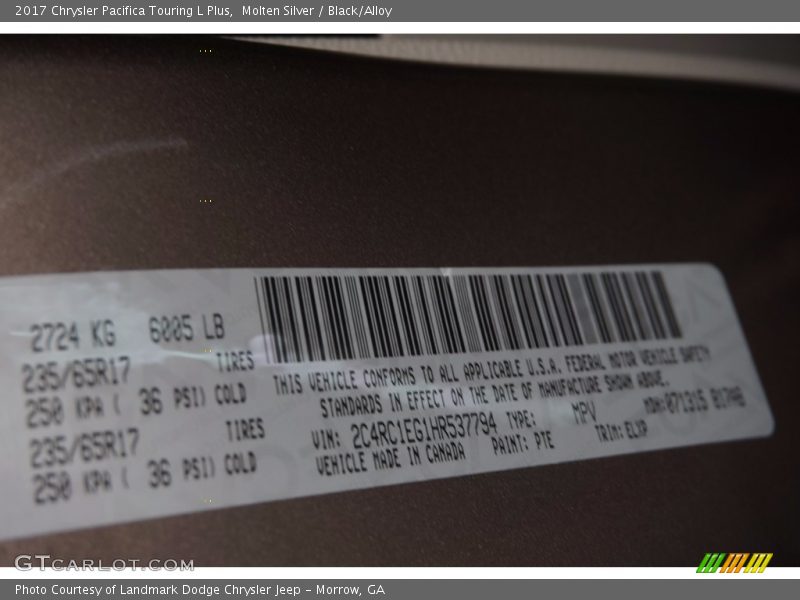 2017 Chrysler Pacifica Touring L Plus,  Molten Silver / Black/Alloy
2724 KG 6005 LB
235/65R17 TIRES
250 KPA ( 36 PSI) COLD
235/65R17 TIRES
250 KPA ( 36 PSI) COLD
THIS VEHICLE CONFORMS TO ALL APPLICABLE U.S.A. FEDERAL MOTOR VEHICLE SAFETY
STANDARDS IN EFFECT ON THE DATE OF MANUFACTURE SHOWN ABOVE.
VIN: 2C4RC1EG1HR537794 TYPE: MPV
VEHICLE MADE IN CANADA PAINT: PTE TRIM: ELXP
GTCARLOT.COM
Photo Courtesy of Landmark Dodge Chrysler Jeep – Morrow, GA